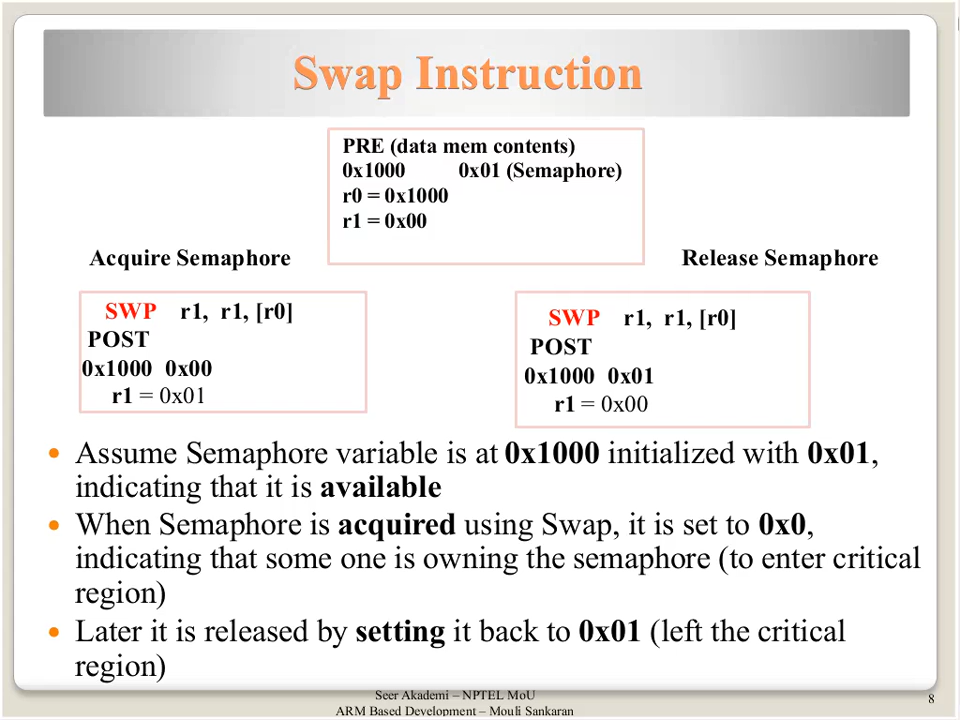 Swap Instruction
PRE (data mem contents)
0x1000 0x01 (Semaphore)
r0 = 0x1000
r1 = 0x00
Acquire Semaphore
Release Semaphore
SWP r1, r1, [r0]
POST
0x1000 0x00
r1 = 0x01
SWP r1, r1, [r0]
POST
0x1000 0x01
r1 = 0x00
• Assume Semaphore variable is at 0x1000 initialized with 0x01,
indicating that it is available
• When Semaphore is acquired using Swap, it is set to 0x0,
indicating that some one is owning the semaphore (to enter critical
region)
• Later it is released by setting it back to 0x01 (left the critical
region)
Seer Akademi – NPTEL MoU
ARM Based Development – Mouli Sankaran
8